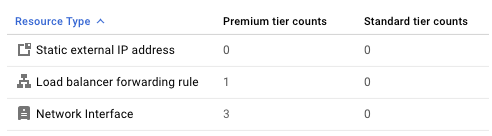 Resource Type Premium tier counts Standard tier counts
Static external IP address 0 0
Load balancer forwarding rule 1 0
Network Interface 3 0